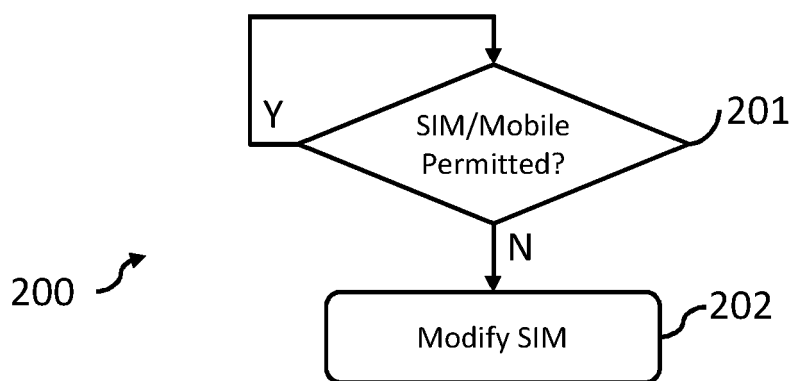 Y
SIM/Mobile
Permitted?
201
N
200
Modify SIM
202